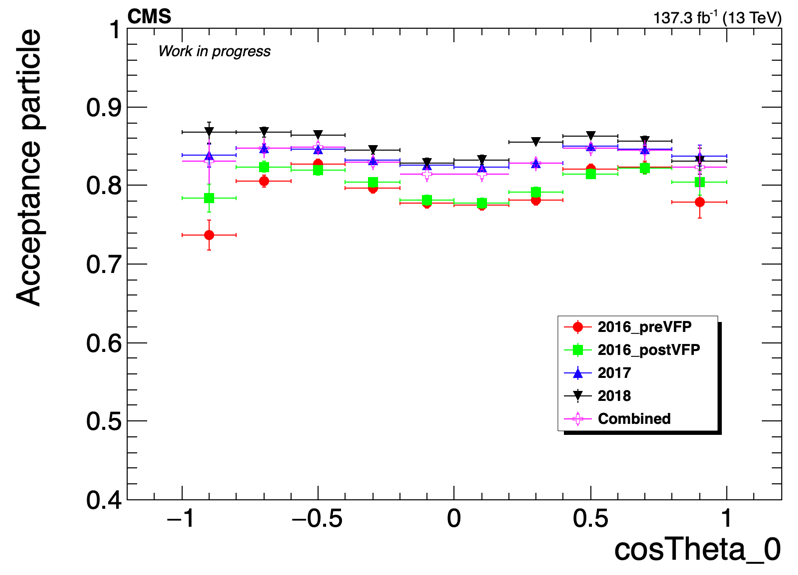 CMS
137.3 fb⁻¹ (13 TeV)
Work in progress
Acceptance particle
1
0.9
0.8
0.7
0.6
0.5
0.4
2016_preVFP
2016_postVFP
2017
2018
Combined
−1
−0.5
0
0.5
1
cosTheta_0